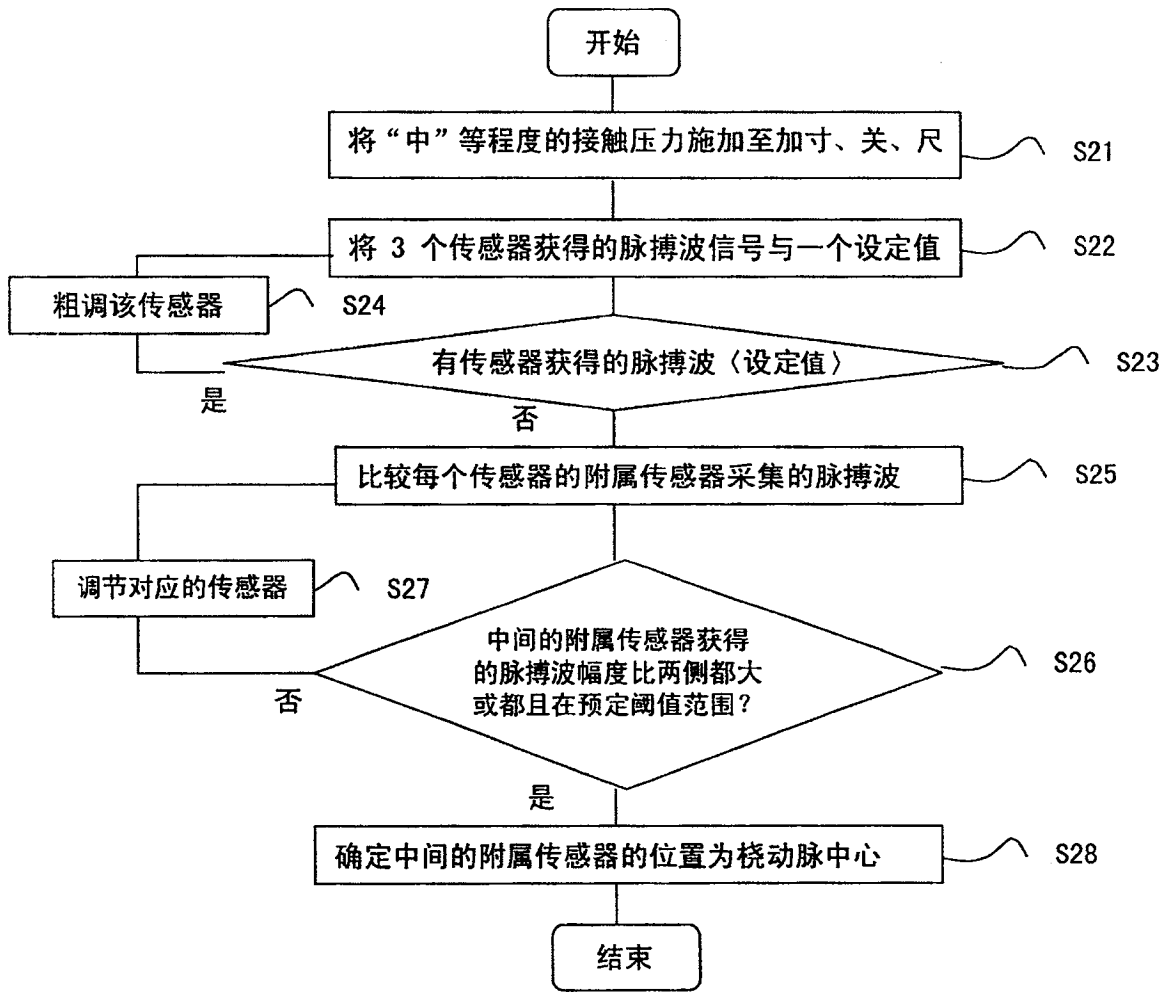 开始
将“中”等程度的接触压力施加至加寸、关、尺
S21
将 3 个传感器获得的脉搏波信号与一个设定值
S22
粗调该传感器
S24
有传感器获得的脉搏波〈设定值〉
S23
是
否
比较每个传感器的附属传感器采集的脉搏波
S25
调节对应的传感器
S27
中间的附属传感器获得
的脉搏波幅度比两侧都大
或都且在预定阈值范围？
S26
否
是
确定中间的附属传感器的位置为桡动脉中心
S28
结束